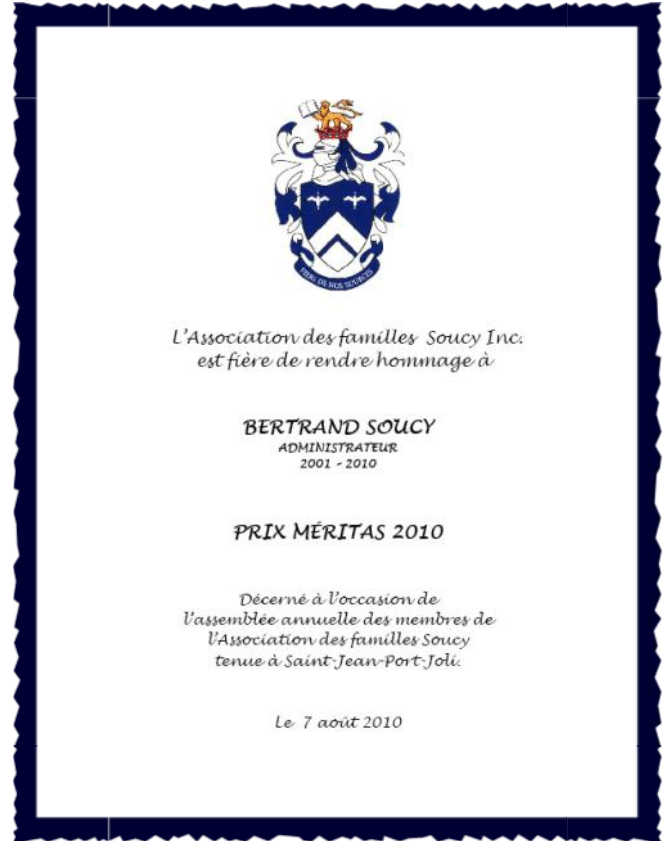 FIERS DE NOS SOURCES
L'Association des familles Soucy Inc.
est fière de rendre hommage à
BERTRAND SOUCY
ADMINISTRATEUR
2001 - 2010
PRIX MÉRITAS 2010
Décerné à l'occasion de
l'assemblée annuelle des membres de
l'Association des familles Soucy
tenue à Saint-Jean-Port-Joli.
Le 7 août 2010